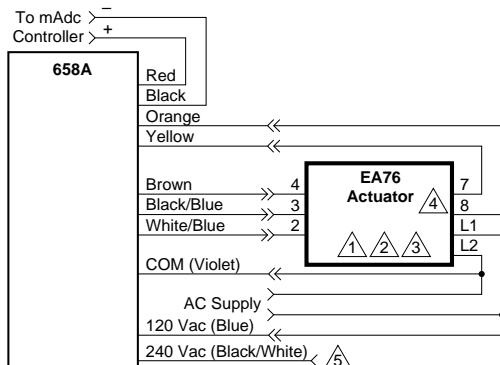 To mAdc −
Controller +
658A
Red
Black
Orange
Yellow
Brown
Black/Blue
White/Blue
COM (Violet)
AC Supply
120 Vac (Blue)
240 Vac (Black/White)
5
4
3
2
EA76
Actuator
4
1 2 3
7
8
L1
L2